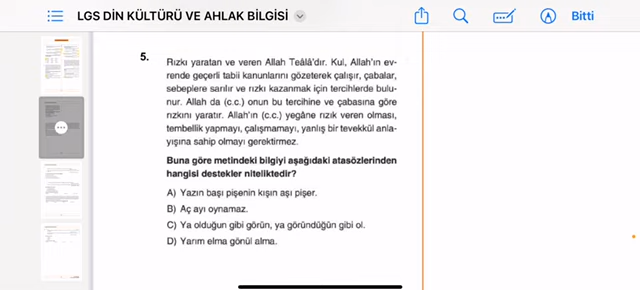 LGS DİN KÜLTÜRÜ VE AHLAK BİLGİSİ
Bitti
5.
Rızkı yaratan ve veren Allah Teâlâ'dır. Kul, Allah'ın ev-
rende geçerli tabii kanunlarını gözeterek çalışır, çabalar,
sebeplere sarılır ve rızkı kazanmak için tercihlerde bulu-
nur. Allah da (c.c.) onun bu tercihine ve çabasına göre
rızkını yaratır. Allah'ın (c.c.) yegâne rızık veren olması,
tembellik yapmayı, çalışmamayı, yanlış bir tevekkül anla-
yışına sahip olmayı gerektirmez.
Buna göre metindeki bilgiyi aşağıdaki atasözlerinden
hangisi destekler niteliktedir?
A) Yazın başı pişenin kışın aşı pişer.
B) Aç ayı oynamaz.
C) Ya olduğun gibi görün, ya göründüğün gibi ol.
D) Yarım elma gönül alma.